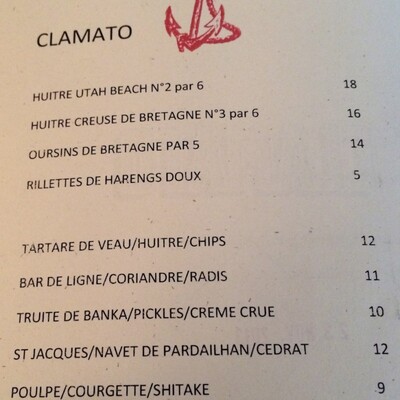 CLAMATO
HUITRE UTAH BEACH N°2 par 6 18
HUITRE CREUSE DE BRETAGNE N°3 par 6 16
OURSINS DE BRETAGNE PAR 5 14
RILLETTES DE HARENGS DOUX 5
TARTARE DE VEAU/HUITRE/CHIPS 12
BAR DE LIGNE/CORIANDRE/RADIS 11
TRUITE DE BANKA/PICKLES/CREME CRUE 10
ST JACQUES/NAVET DE PARDAILHAN/CEDRAT 12
POULPE/COURGETTE/SHITAKE 9